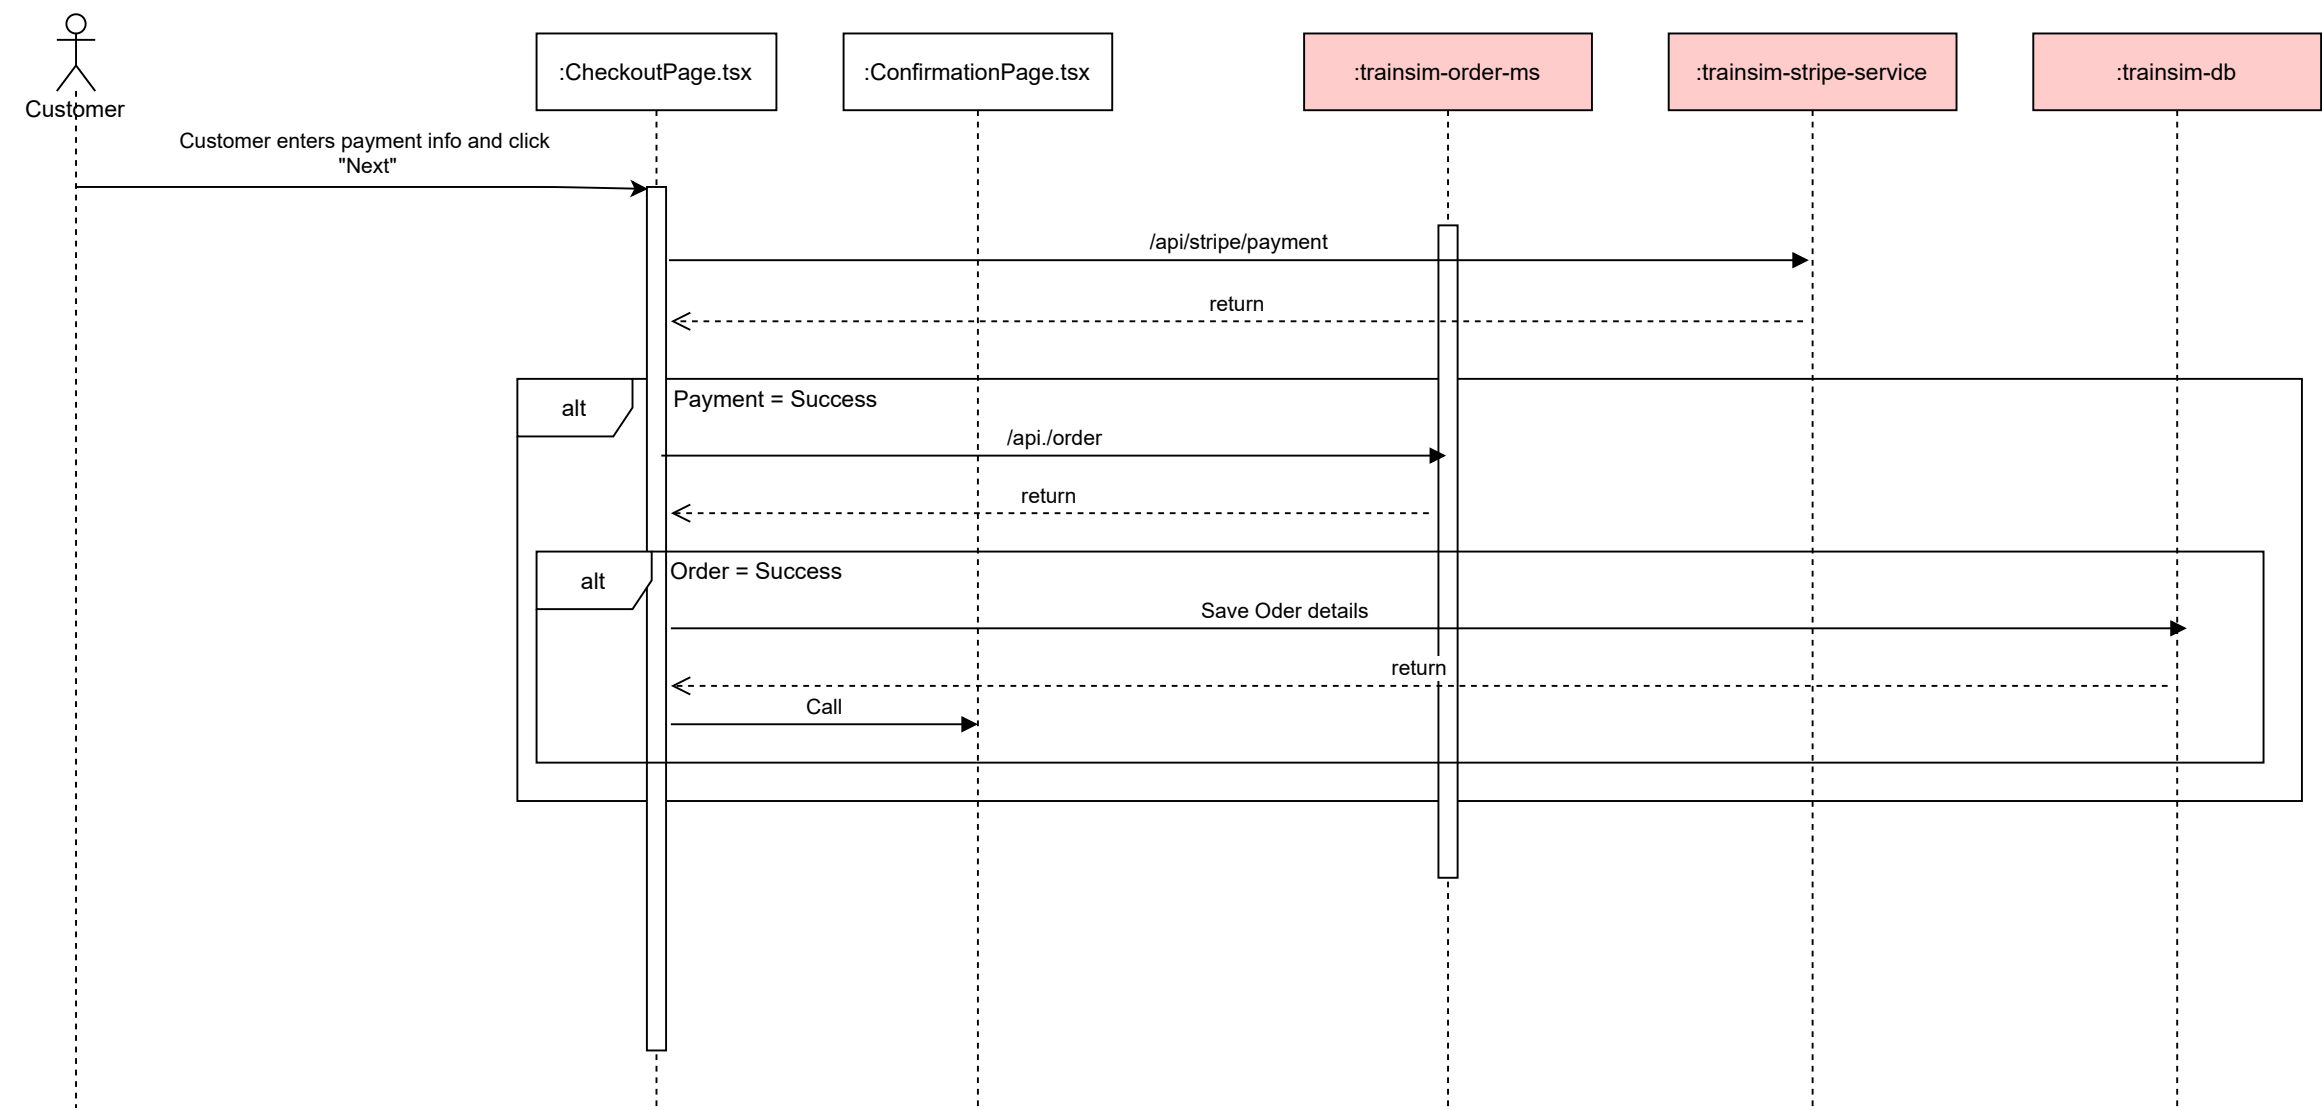 Customer
:CheckoutPage.tsx
:ConfirmationPage.tsx
:trainsim-order-ms
:trainsim-stripe-service
:trainsim-db
Customer enters payment info and click
"Next"
/api/stripe/payment
return
alt
Payment = Success
/api./order
return
alt
Order = Success
Save Oder details
return
Call